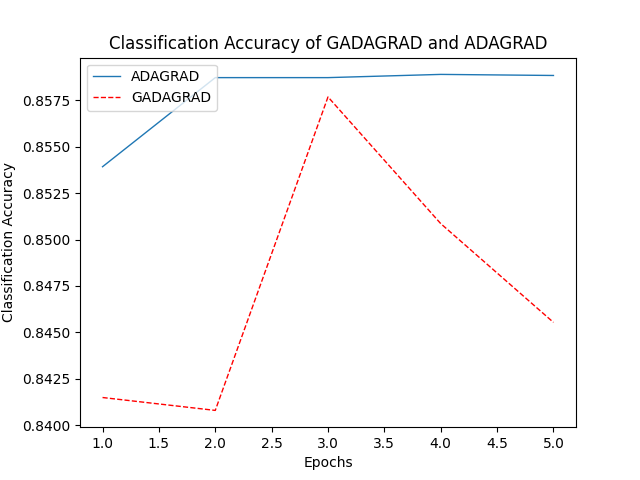 Classification Accuracy of GADAGRAD and ADAGRAD
ADAGRAD
GADAGRAD
0.8575
0.8550
0.8525
0.8500
0.8475
0.8450
0.8425
0.8400
Classification Accuracy
1.0 1.5 2.0 2.5 3.0 3.5 4.0 4.5 5.0
Epochs